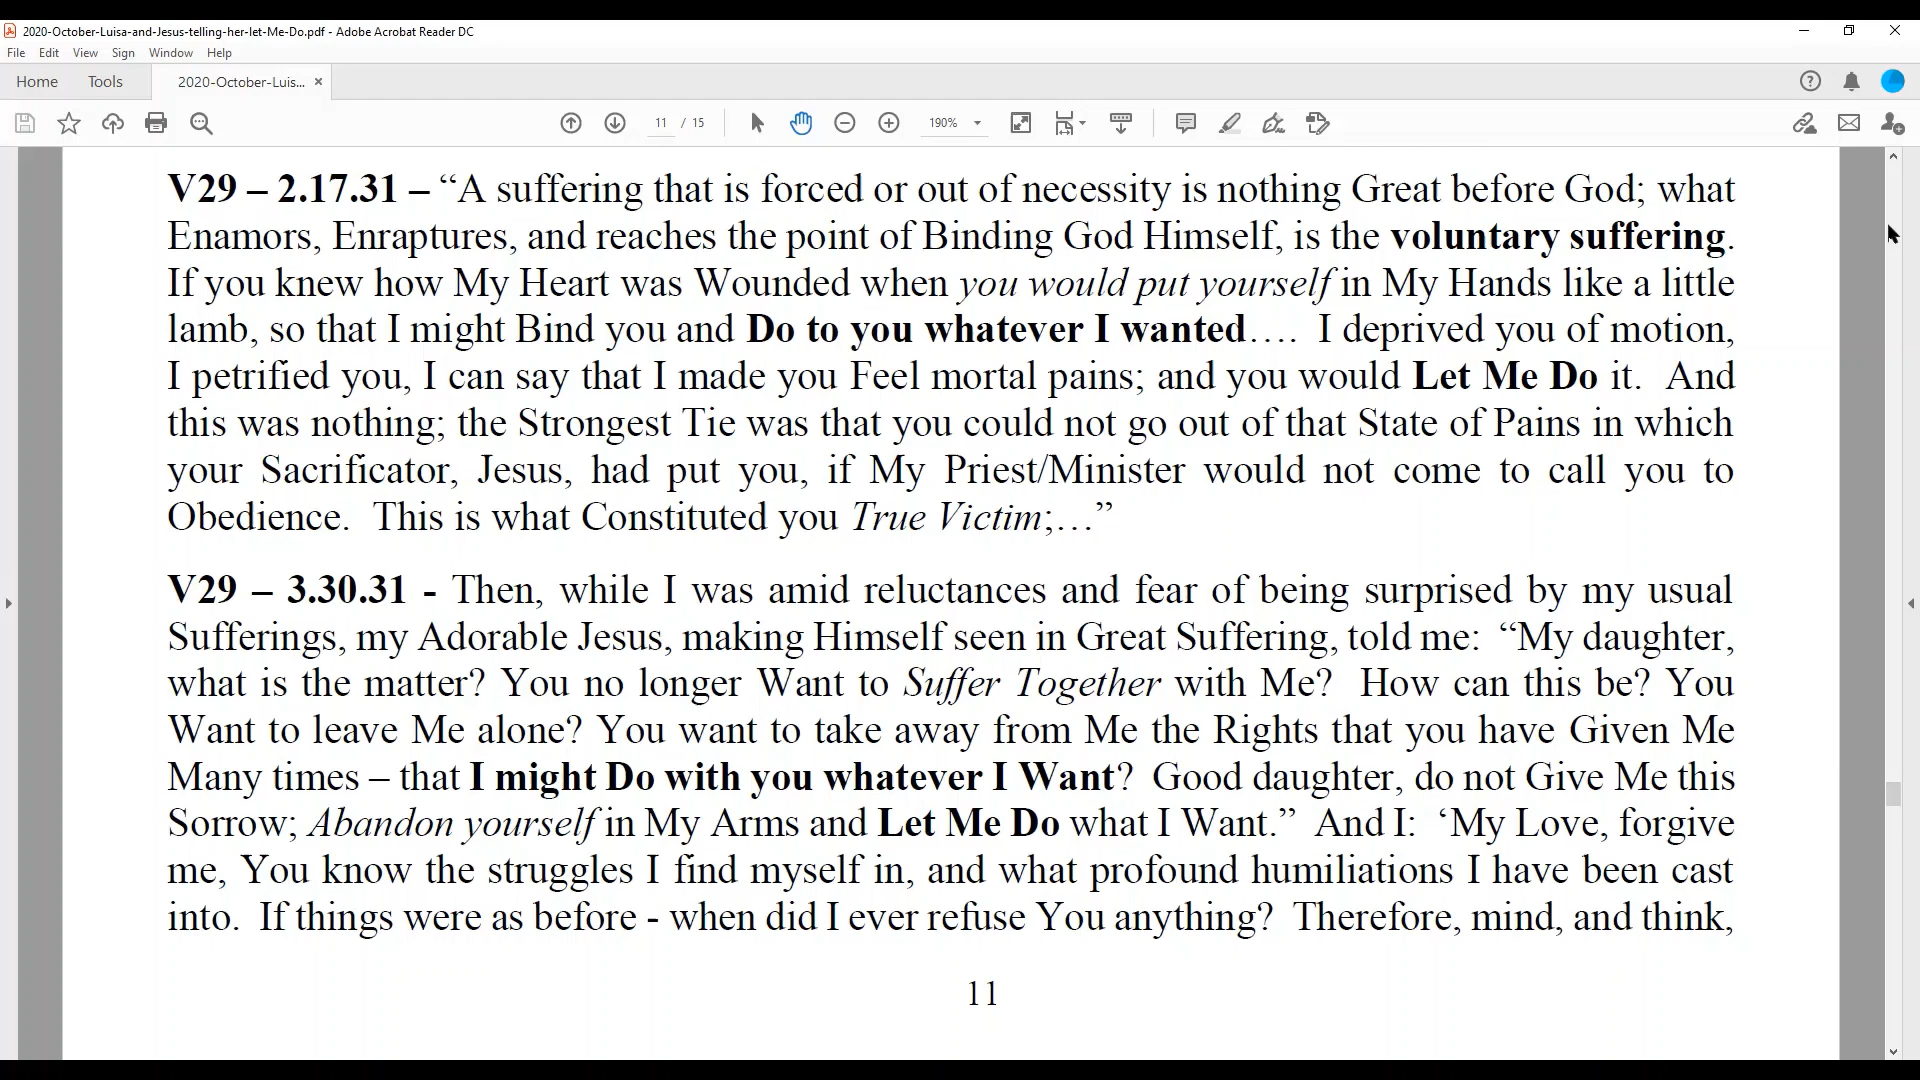 2020-October-Luisa-and-Jesus-telling-her-let-Me-Do.pdf - Adobe Acrobat Reader DC
File Edit View Sign Window Help
Home Tools 2020-October-Luis... ×
11 / 15 190%
V29 – 2.17.31 – “A suffering that is forced or out of necessity is nothing Great before God; what
Enamors, Enraptures, and reaches the point of Binding God Himself, is the voluntary suffering.
If you knew how My Heart was Wounded when you would put yourself in My Hands like a little
lamb, so that I might Bind you and Do to you whatever I wanted…. I deprived you of motion,
I petrified you, I can say that I made you Feel mortal pains; and you would Let Me Do it. And
this was nothing; the Strongest Tie was that you could not go out of that State of Pains in which
your Sacrificator, Jesus, had put you, if My Priest/Minister would not come to call you to
Obedience. This is what Constituted you True Victim;…”
V29 – 3.30.31 - Then, while I was amid reluctances and fear of being surprised by my usual
Sufferings, my Adorable Jesus, making Himself seen in Great Suffering, told me: “My daughter,
what is the matter? You no longer Want to Suffer Together with Me? How can this be? You
Want to leave Me alone? You want to take away from Me the Rights that you have Given Me
Many times – that I might Do with you whatever I Want? Good daughter, do not Give Me this
Sorrow; Abandon yourself in My Arms and Let Me Do what I Want.” And I: ‘My Love, forgive
me, You know the struggles I find myself in, and what profound humiliations I have been cast
into. If things were as before - when did I ever refuse You anything? Therefore, mind, and think,
11